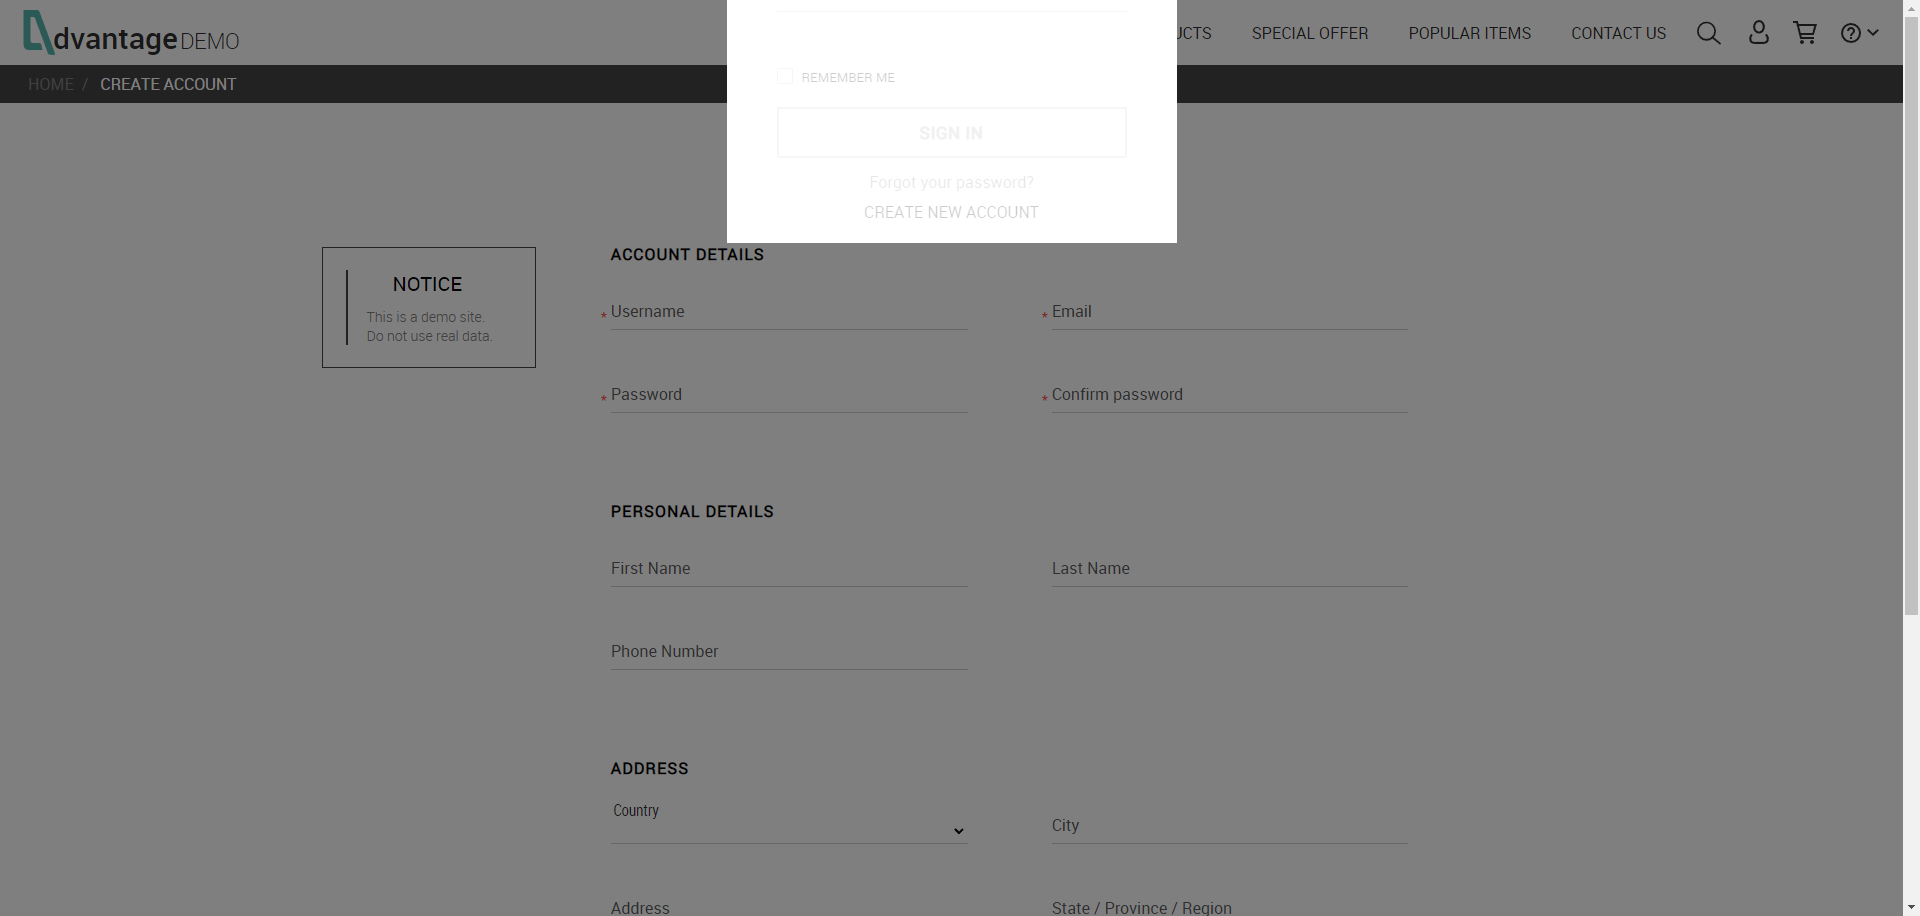 dvantage DEMO
UCTS
SPECIAL OFFER
POPULAR ITEMS
CONTACT US
HOME / CREATE ACCOUNT
REMEMBER ME
SIGN IN
Forgot your password?
CREATE NEW ACCOUNT
NOTICE
This is a demo site.
Do not use real data.
ACCOUNT DETAILS
* Username
* Email
* Password
* Confirm password
PERSONAL DETAILS
First Name
Last Name
Phone Number
ADDRESS
Country
City
Address
State / Province / Region